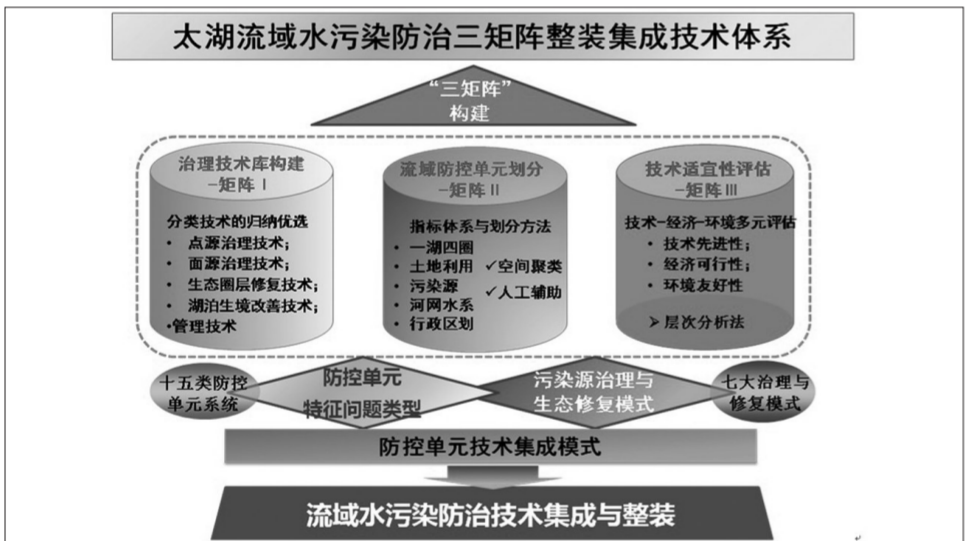 太湖流域水污染防治三矩阵整装集成技术体系
“三矩阵”
构建
治理技术库构建
-矩阵Ⅰ
分类技术的归纳优选
• 点源治理技术;
• 面源治理技术;
• 生态圈层修复技术;
• 湖泊生境改善技术;
•管理技术
流域防控单元划分
-矩阵Ⅱ
指标体系与划分方法
• 一湖四圈
• 土地利用 ✓空间聚类
• 污染源 ✓人工辅助
• 河网水系
• 行政区划
技术适宜性评估
-矩阵Ⅲ
技术-经济-环境多元评估
• 技术先进性;
• 经济可行性;
• 环境友好性
➢ 层次分析法
十五类防控
单元系统
防控单元
特征问题类型
污染源治理与
生态修复模式
七大治理与
修复模式
防控单元技术集成模式
流域水污染防治技术集成与整装